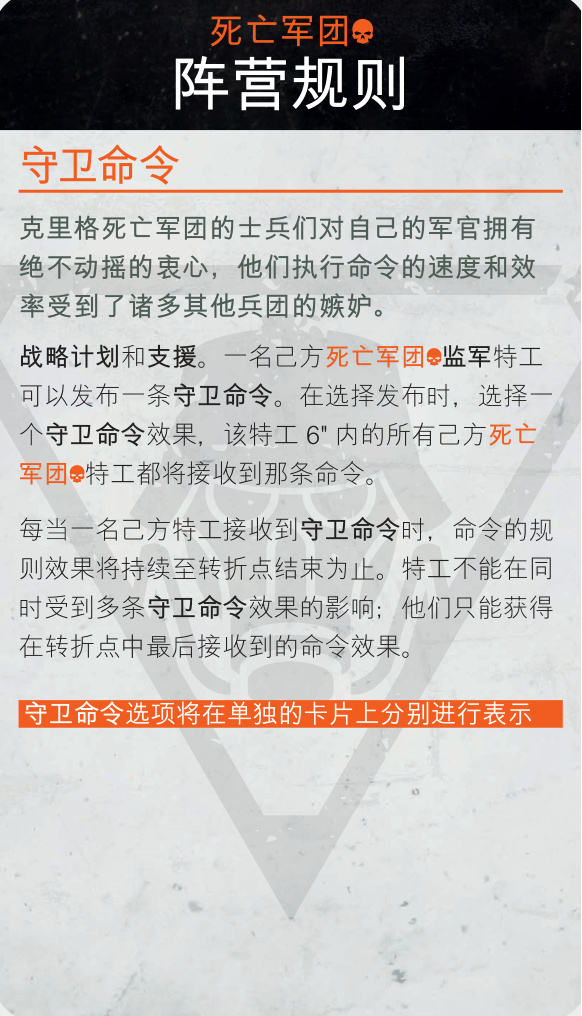 死亡军团
阵营规则
守卫命令
克里格死亡军团的士兵们对自己的军官拥有
绝不动摇的衷心，他们执行命令的速度和效
率受到了诸多其他兵团的嫉妒。
战略计划和支援。一名己方死亡军团监军特工
可以发布一条守卫命令。在选择发布时，选择一
个守卫命令效果，该特工 6" 内的所有己方死亡
军团特工都将接收到那条命令。
每当一名己方特工接收到守卫命令时，命令的规
则效果将持续至转折点结束为止。特工不能在同
时受到多条守卫命令效果的影响；他们只能获得
在转折点中最后接收到的命令效果。
守卫命令选项将在单独的卡片上分别进行表示